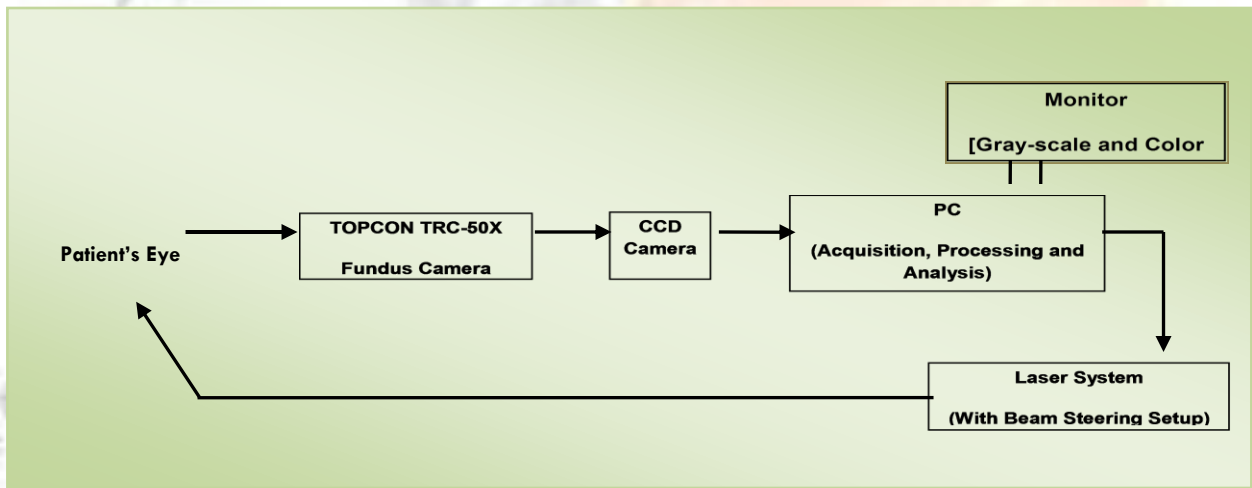 Monitor
[Gray-scale and Color
Patient's Eye
TOPCON TRC-50X
Fundus Camera
CCD
Camera
PC
(Acquisition, Processing and
Analysis)
Laser System
(With Beam Steering Setup)